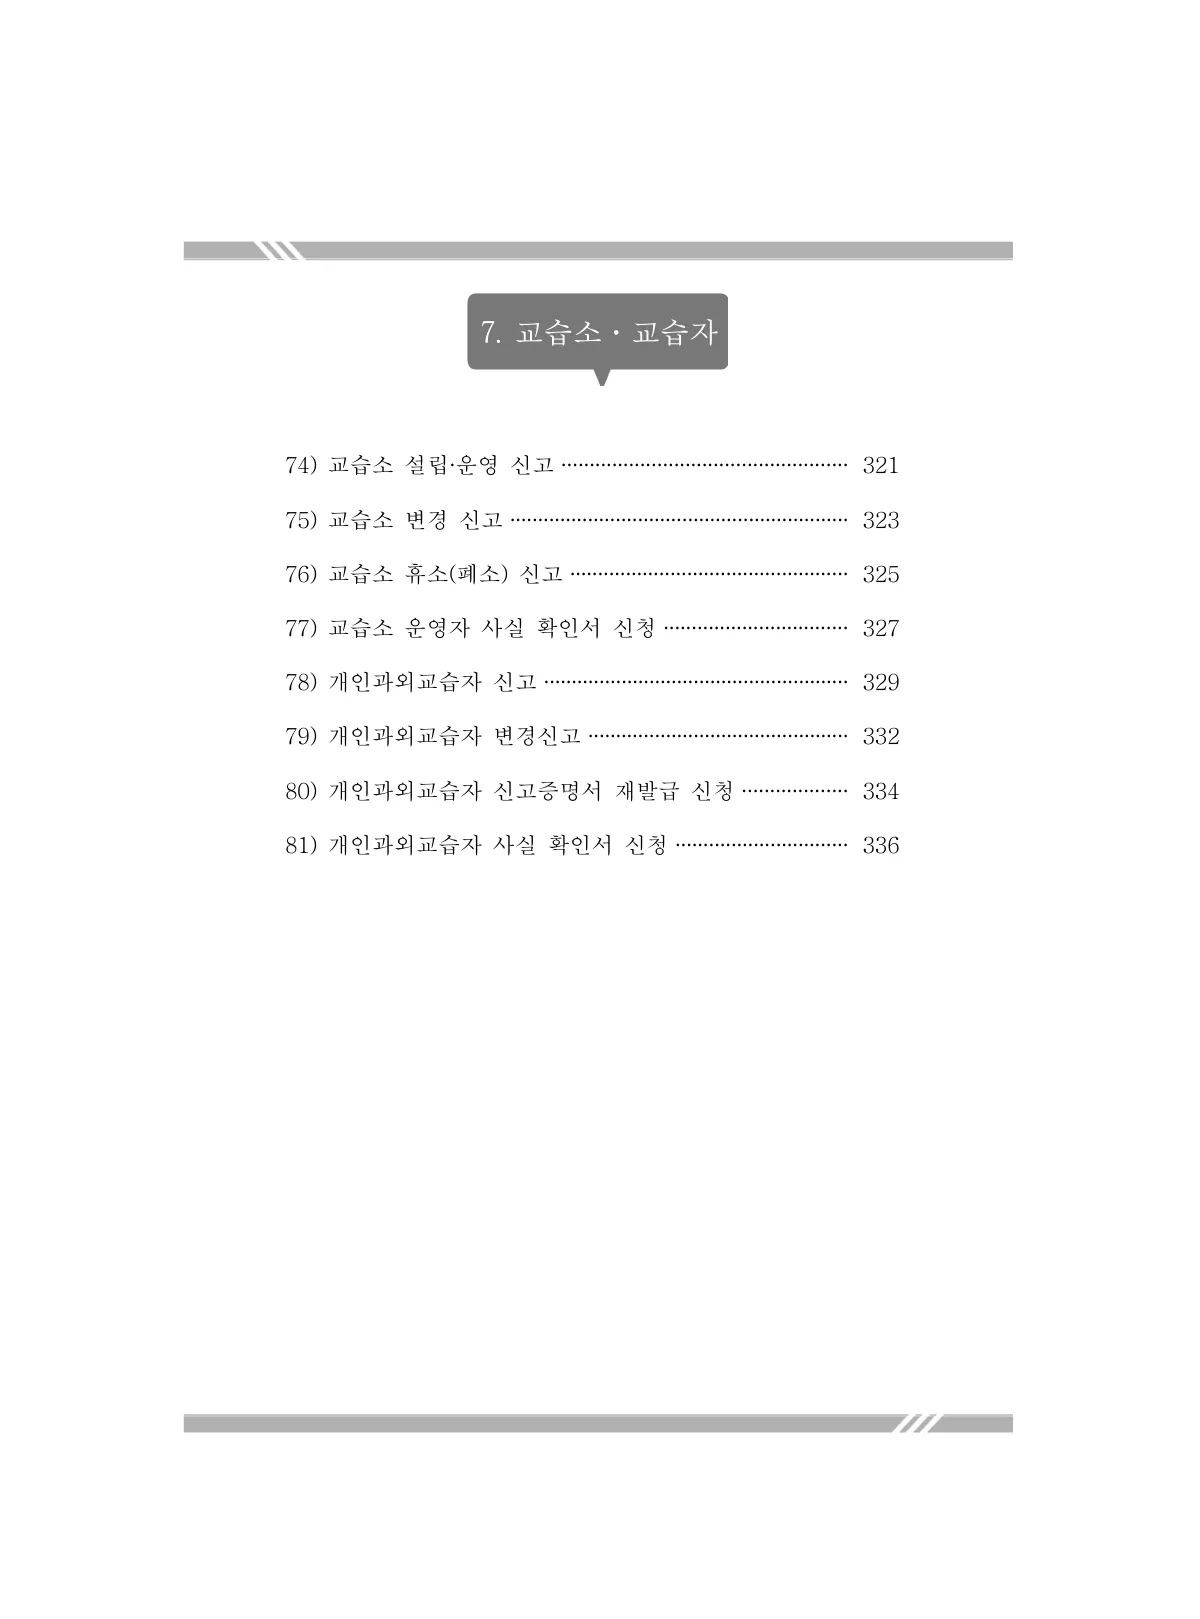 7. 교습소 · 교습자
74) 교습소 설립·운영 신고 ······ 321
75) 교습소 변경 신고 ······ 323
76) 교습소 휴소(폐소) 신고 ······ 325
77) 교습소 운영자 사실 확인서 신청 ······ 327
78) 개인과외교습자 신고 ······ 329
79) 개인과외교습자 변경신고 ······ 332
80) 개인과외교습자 신고증명서 재발급 신청 ······ 334
81) 개인과외교습자 사실 확인서 신청 ······ 336